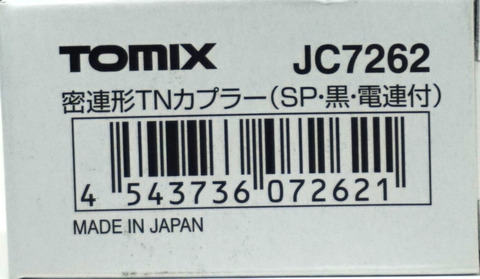 TOMIX JC7262
密連形TNカプラー(SP・黒・電連付)
4 543736 072621
MADE IN JAPAN